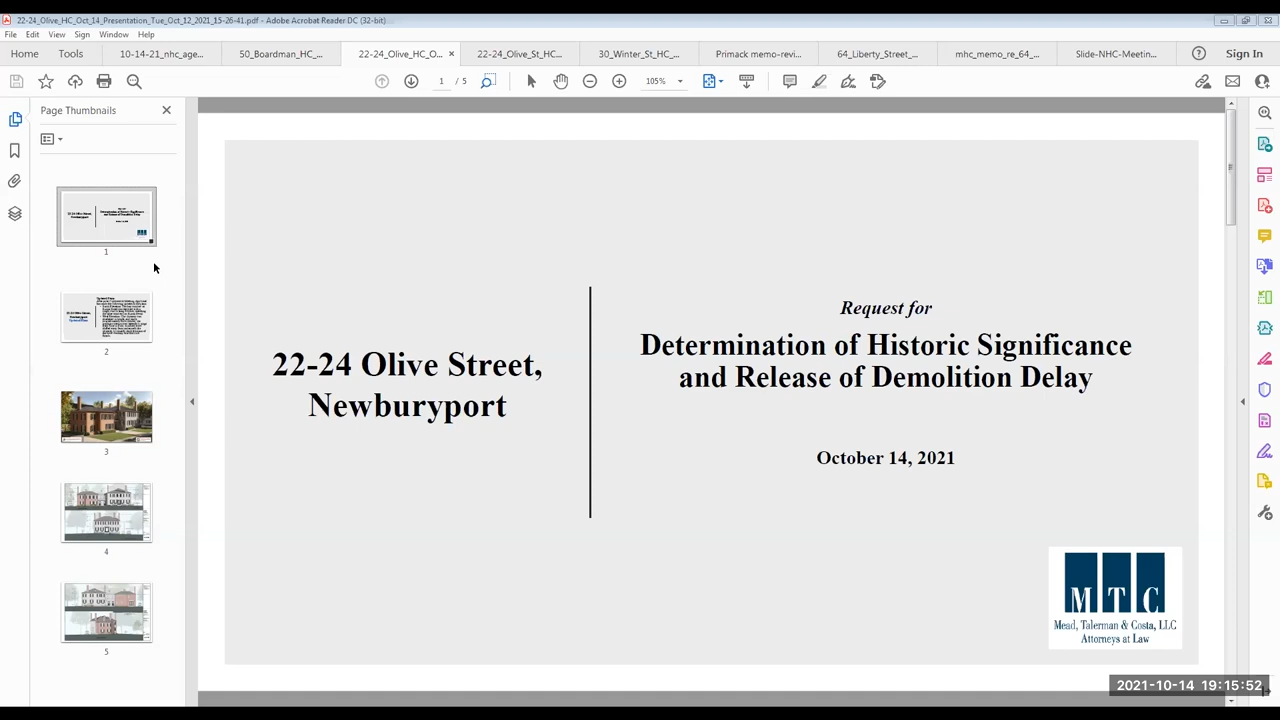 22-24_Olive_HC_Oct_14_Presentation_Tue_Oct_12_2021_15-26-41.pdf - Adobe Acrobat Reader DC (32-bit)
File Edit View Sign Window Help
Home Tools 10-14-21_nhc_age... 50_Boardman_HC_... 22-24_Olive_HC_O... × 22-24_Olive_St_HC... 30_Winter_St_HC_... Primack memo-revi... 64_Liberty_Street_... mhc_memo_re_64_... Slide-NHC-Meetin... Sign In
1 / 5 105%
Page Thumbnails
1
2
3
4
5
22-24 Olive Street,
Newburyport
Request for
Determination of Historic Significance
and Release of Demolition Delay
October 14, 2021
M T C
Mead, Talerman & Costa, LLC
Attorneys at Law
2021-10-14 19:15:52